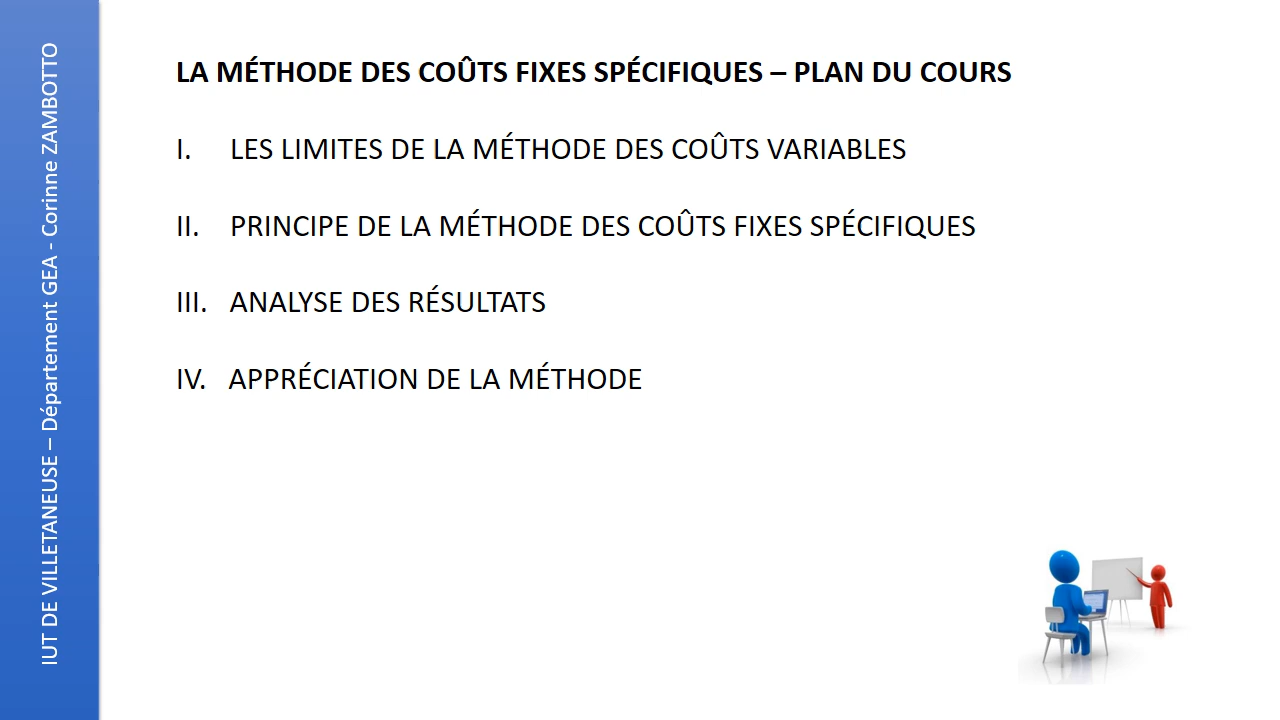 LA MÉTHODE DES COÛTS FIXES SPÉCIFIQUES – PLAN DU COURS
I. LES LIMITES DE LA MÉTHODE DES COÛTS VARIABLES
II. PRINCIPE DE LA MÉTHODE DES COÛTS FIXES SPÉCIFIQUES
III. ANALYSE DES RÉSULTATS
IV. APPRÉCIATION DE LA MÉTHODE
IUT DE VILLETANEUSE – Département GEA - Corinne ZAMBOTTO